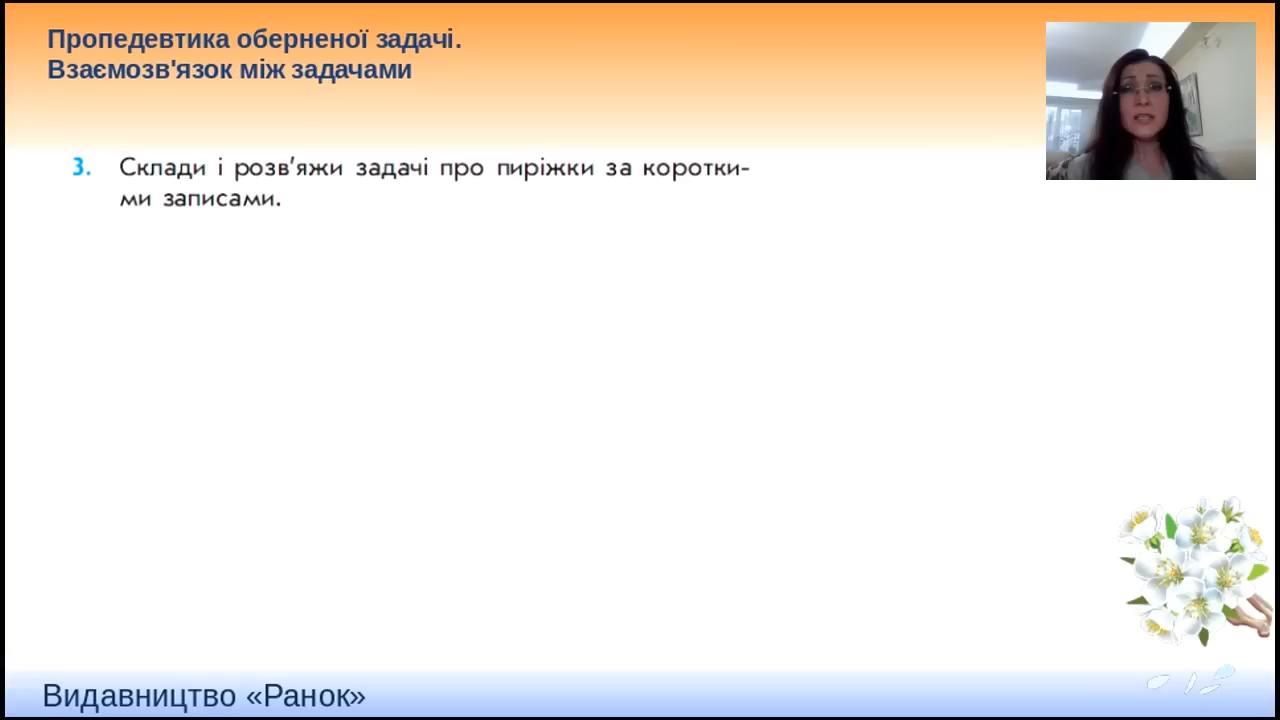 Пропедевтика оберненої задачі.
Взаємозв'язок між задачами
3. Склади і розв'яжи задачі про пиріжки за коротки-
ми записами.
Видавництво «Ранок»